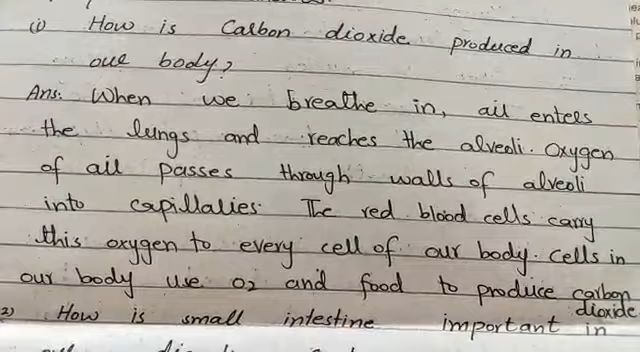 (i) How is Carbon dioxide produced in
our body?
Ans: When we breathe in, air enters
the lungs and reaches the alveoli. Oxygen
of air passes through walls of alveoli
into capillaries. The red blood cells carry
this oxygen to every cell of our body. Cells in
our body use O2 and food to produce carbon
dioxide
2) How is small intestine important in